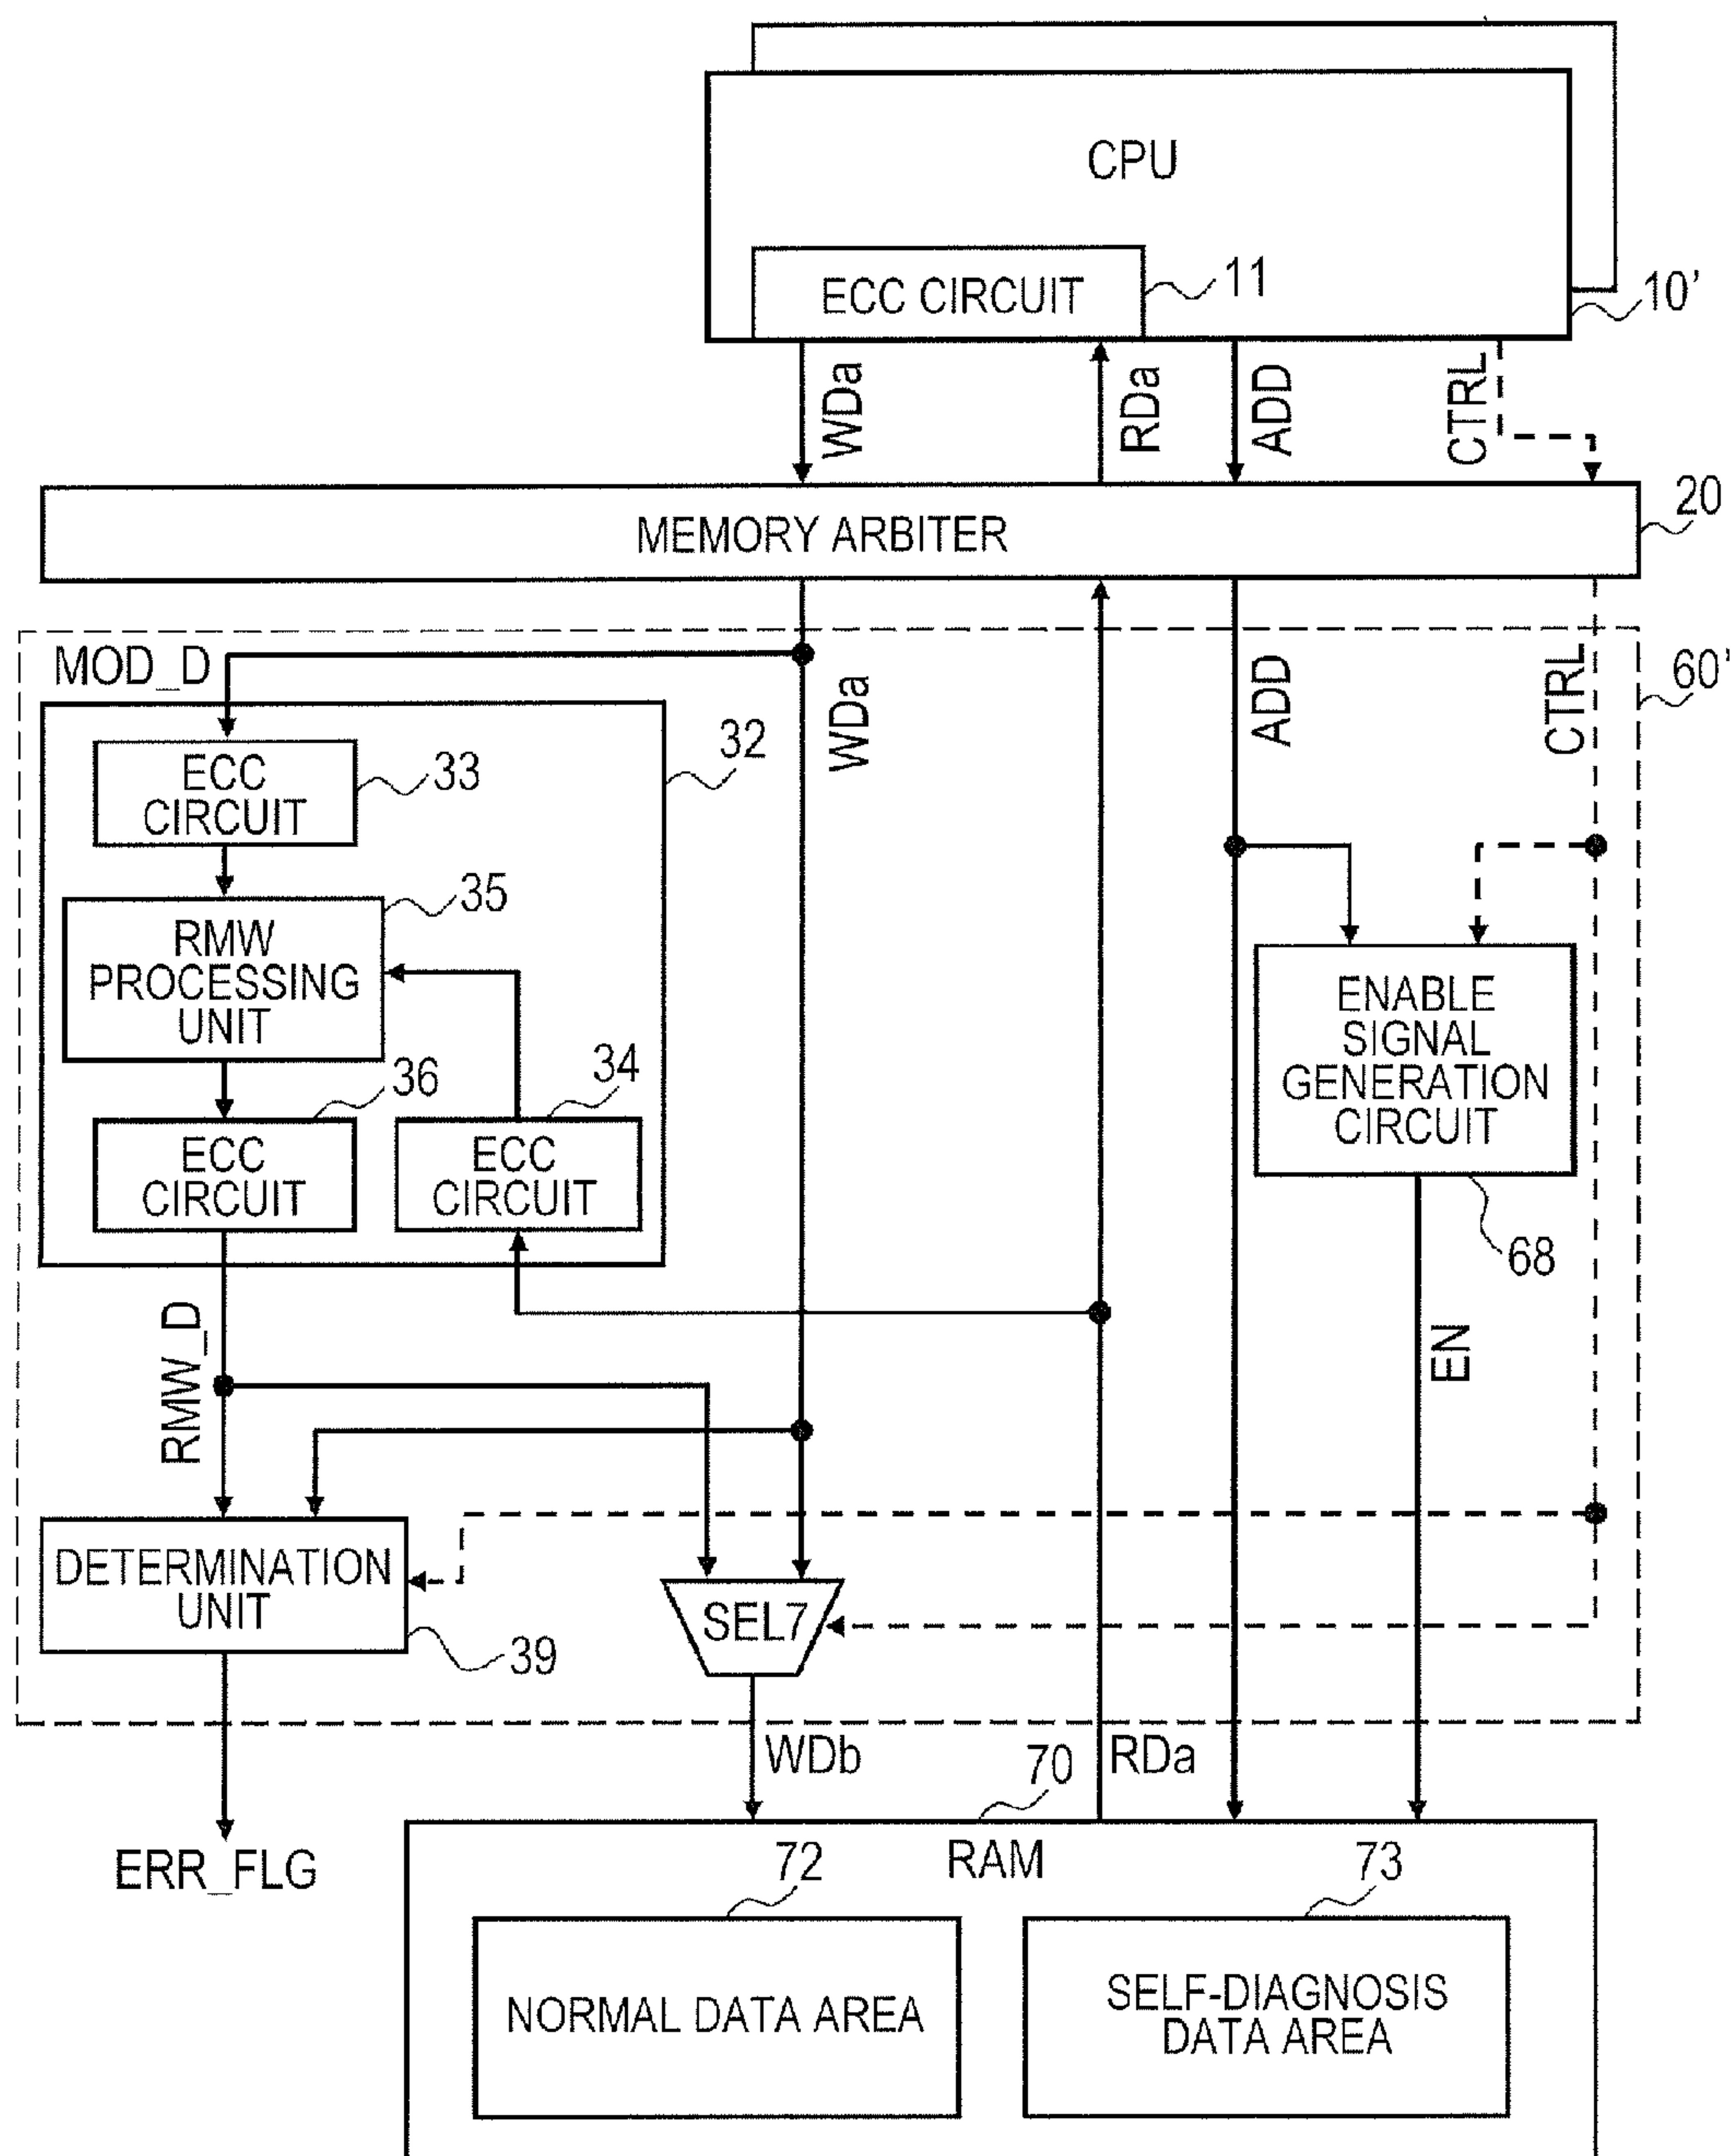 CPU
ECC CIRCUIT
11
10'
WDa
RDa
ADD
CTRL
20
MEMORY ARBITER
MOD_D
60'
WDa
ADD
CTRL
32
ECC
CIRCUIT
33
35
RMW
PROCESSING
UNIT
ENABLE
SIGNAL
GENERATION
CIRCUIT
36
34
ECC
CIRCUIT
ECC
CIRCUIT
68
RMW_D
EN
DETERMINATION
UNIT
39
SEL7
WDb
70
RDa
ERR_FLG
RAM
72
73
NORMAL DATA AREA
SELF-DIAGNOSIS
DATA AREA